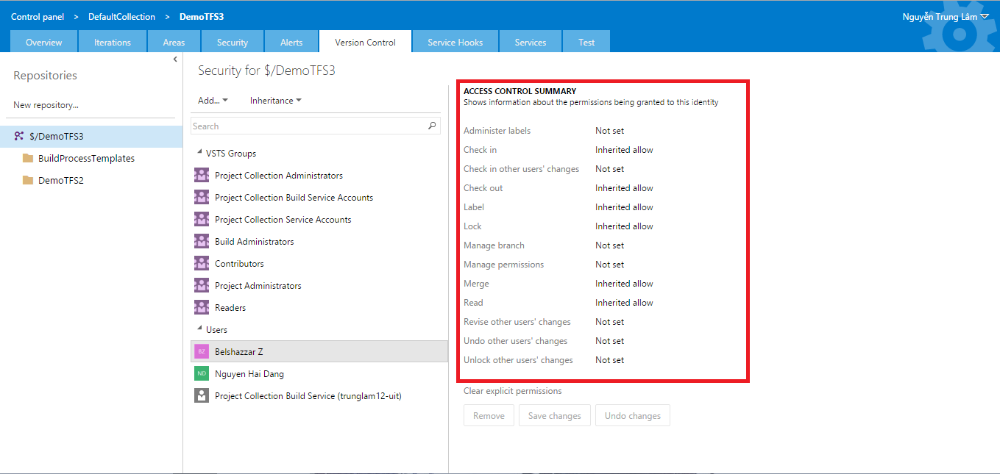 Control panel > DefaultCollection > DemoTFS3
Nguyễn Trung Lâm
Overview Iterations Areas Security Alerts Version Control Service Hooks Services Test
Repositories
New repository...
$/DemoTFS3
BuildProcessTemplates
DemoTFS2
Security for $/DemoTFS3
Add... Inheritance
Search
VSTS Groups
Project Collection Administrators
Project Collection Build Service Accounts
Project Collection Service Accounts
Build Administrators
Contributors
Project Administrators
Readers
Users
BZ Belshazzar Z
ND Nguyen Hai Dang
Project Collection Build Service (trunglam12-uit)
ACCESS CONTROL SUMMARY
Shows information about the permissions being granted to this identity
Administer labels Not set
Check in Inherited allow
Check in other users' changes Not set
Check out Inherited allow
Label Inherited allow
Lock Inherited allow
Manage branch Not set
Manage permissions Not set
Merge Inherited allow
Read Inherited allow
Revise other users' changes Not set
Undo other users' changes Not set
Unlock other users' changes Not set
Clear explicit permissions
Remove Save changes Undo changes